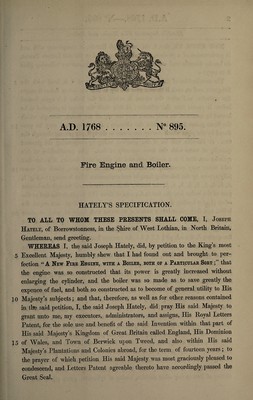 A.D. 1768 . . . . . . . . Nº 895.
Fire Engine and Boiler.
HATELY'S SPECIFICATION.
TO ALL TO WHOM THESE PRESENTS SHALL COME, I, Joseph
Hately, of Borrowstonness, in the Shire of West Lothian, in North Britain,
Gentleman, send greeting.
WHEREAS I, the said Joseph Hately, did, by petition to the King's most
5 Excellent Majesty, humbly shew that I had found out and brought to per-
fection "A New Fire Engine, with a Boiler, both of a Particular Sort;" that
the engine was so constructed that its power is greatly increased without
enlarging the cylinder, and the boiler was so made as to save greatly the
expence of fuel, and both so constructed as to become of general utility to His
10 Majesty's subjects; and that, therefore, as well as for other reasons contained
in the said petition, I, the said Joseph Hately, did pray His said Majesty to
grant unto me, my executors, administrators, and assigns, His Royal Letters
Patent, for the sole use and benefit of the said Invention within that part of
His said Majesty's Kingdom of Great Britain called England, His Dominion
15 of Wales, and Town of Berwick upon Tweed, and also within His said
Majesty's Plantations and Colonies abroad, for the term of fourteen years; to
the prayer of which petition His said Majesty was most graciously pleased to
condescend, and Letters Patent agreable thereto have accordingly passed the
Great Seal.